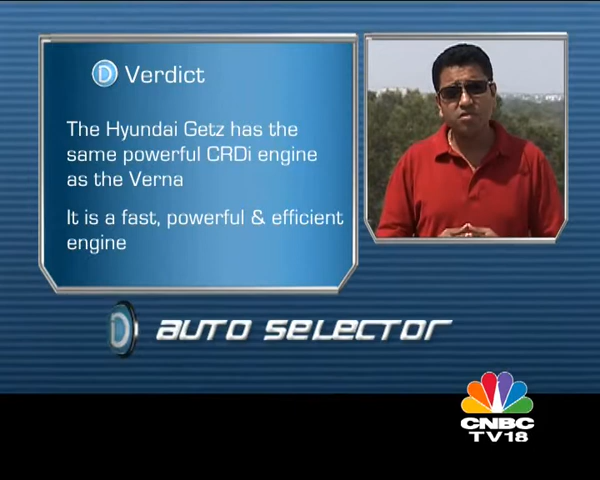 D Verdict
The Hyundai Getz has the
same powerful CRDi engine
as the Verna
It is a fast, powerful & efficient
engine
D AUTO SELECTOR
CNBC
TV18